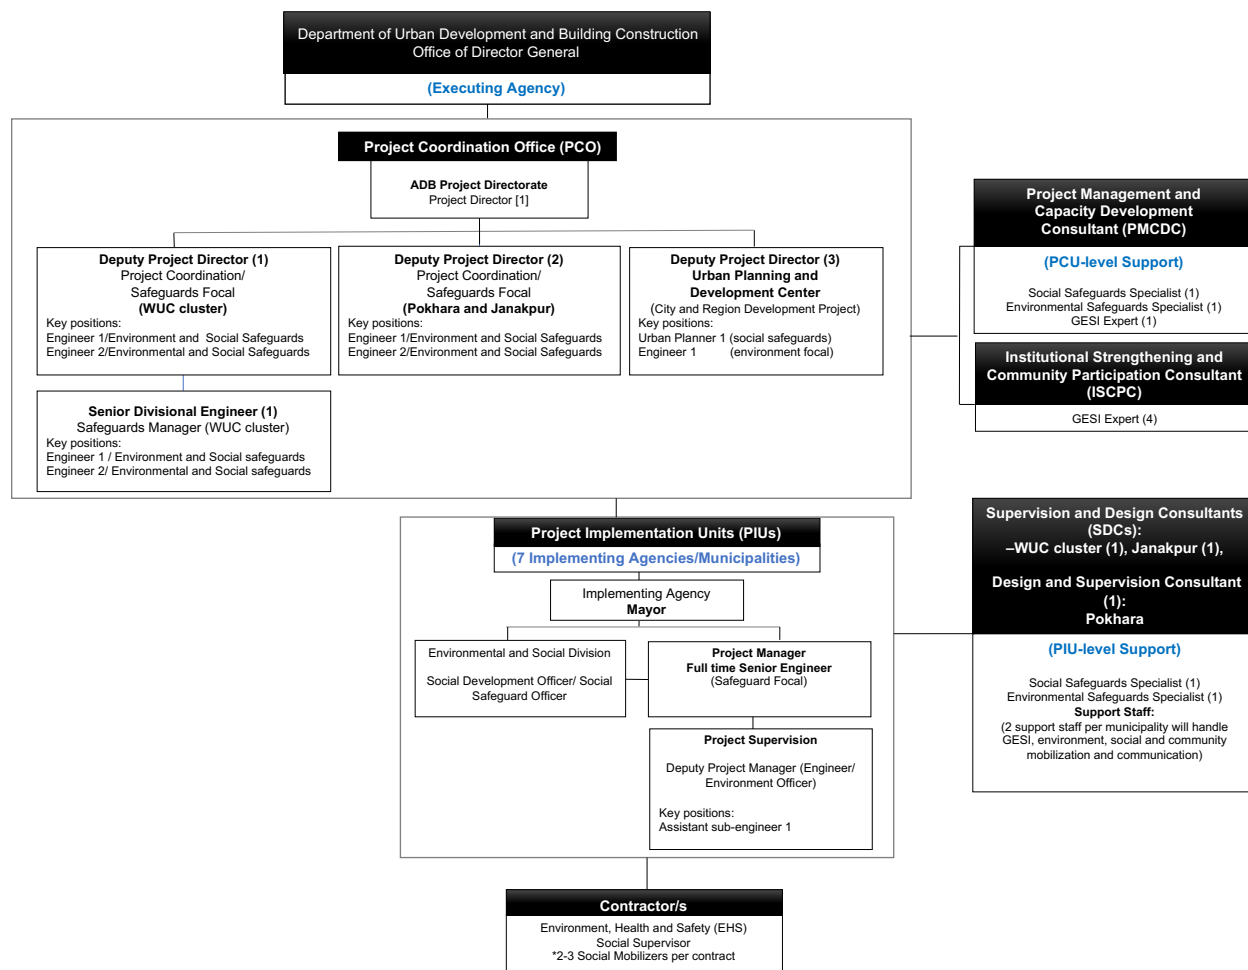 Department of Urban Development and Building Construction
Office of Director General
(Executing Agency)
Project Coordination Office (PCO)
ADB Project Directorate
Project Director [1]
Deputy Project Director (1)
Project Coordination/
Safeguards Focal
(WUC cluster)
Key positions:
Engineer 1/Environment and Social Safeguards
Engineer 2/Environmental and Social Safeguards
Deputy Project Director (2)
Project Coordination/
Safeguards Focal
(Pokhara and Janakpur)
Key positions:
Engineer 1/Environment and Social Safeguards
Engineer 2/Environment and Social Safeguards
Deputy Project Director (3)
Urban Planning and
Development Center
(City and Region Development Project)
Key positions:
Urban Planner 1 (social safeguards)
Engineer 1 (environment focal)
Senior Divisional Engineer (1)
Safeguards Manager (WUC cluster)
Key positions:
Engineer 1 / Environment and Social safeguards
Engineer 2/ Environmental and Social safeguards
Project Management and
Capacity Development
Consultant (PMCDC)
(PCU-level Support)
Social Safeguards Specialist (1)
Environmental Safeguards Specialist (1)
GESI Expert (1)
Institutional Strengthening and
Community Participation Consultant
(ISCPC)
GESI Expert (4)
Project Implementation Units (PIUs)
(7 Implementing Agencies/Municipalities)
Implementing Agency
Mayor
Environmental and Social Division
Social Development Officer/ Social
Safeguard Officer
Project Manager
Full time Senior Engineer
(Safeguard Focal)
Project Supervision
Deputy Project Manager (Engineer/
Environment Officer)
Key positions:
Assistant sub-engineer 1
Supervision and Design Consultants
(SDCs):
–WUC cluster (1), Janakpur (1),
Design and Supervision Consultant
(1):
Pokhara
(PIU-level Support)
Social Safeguards Specialist (1)
Environmental Safeguards Specialist (1)
Support Staff:
(2 support staff per municipality will handle
GESI, environment, social and community
mobilization and communication)
Contractor/s
Environment, Health and Safety (EHS)
Social Supervisor
*2-3 Social Mobilizers per contract